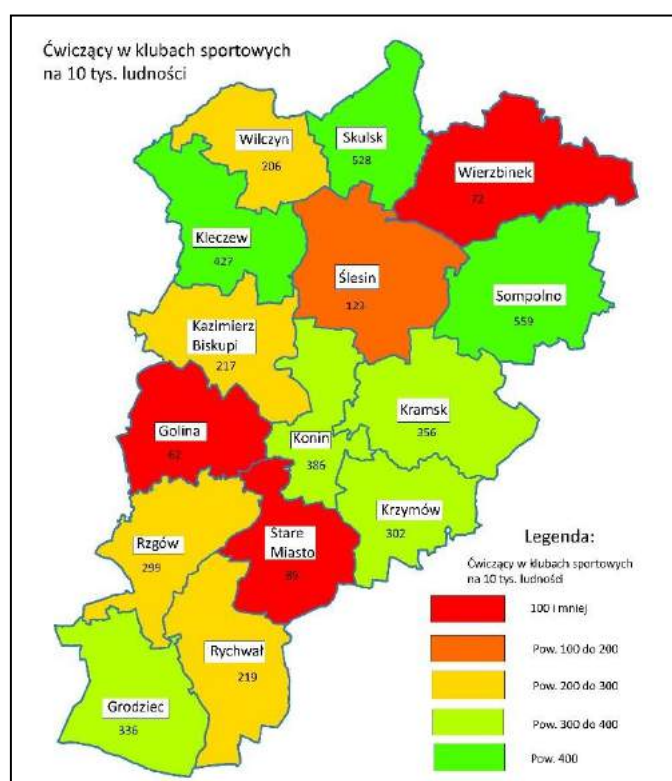 Ćwiczący w klubach sportowych
na 10 tys. ludności
Wilczyn
206
Skulsk
528
Wierzbinek
72
Kleczew
427
Ślesin
123
Sompolno
559
Kazimierz
Biskupi
217
Golina
62
Konin
386
Kramsk
356
Krzymów
302
Rzgów
299
Stare
Miasto
Rychwał
219
Grodziec
336
Legenda:
Ćwiczący w klubach sportowych
na 10 tys. ludności
100 i mniej
Pow. 100 do 200
Pow. 200 do 300
Pow. 300 do 400
Pow. 400